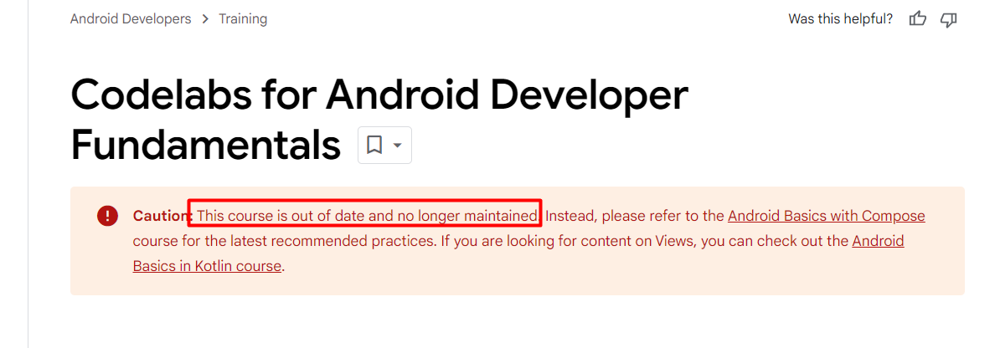 Android Developers > Training
Was this helpful?
Codelabs for Android Developer
Fundamentals
Caution: This course is out of date and no longer maintained. Instead, please refer to the Android Basics with Compose
course for the latest recommended practices. If you are looking for content on Views, you can check out the Android
Basics in Kotlin course.